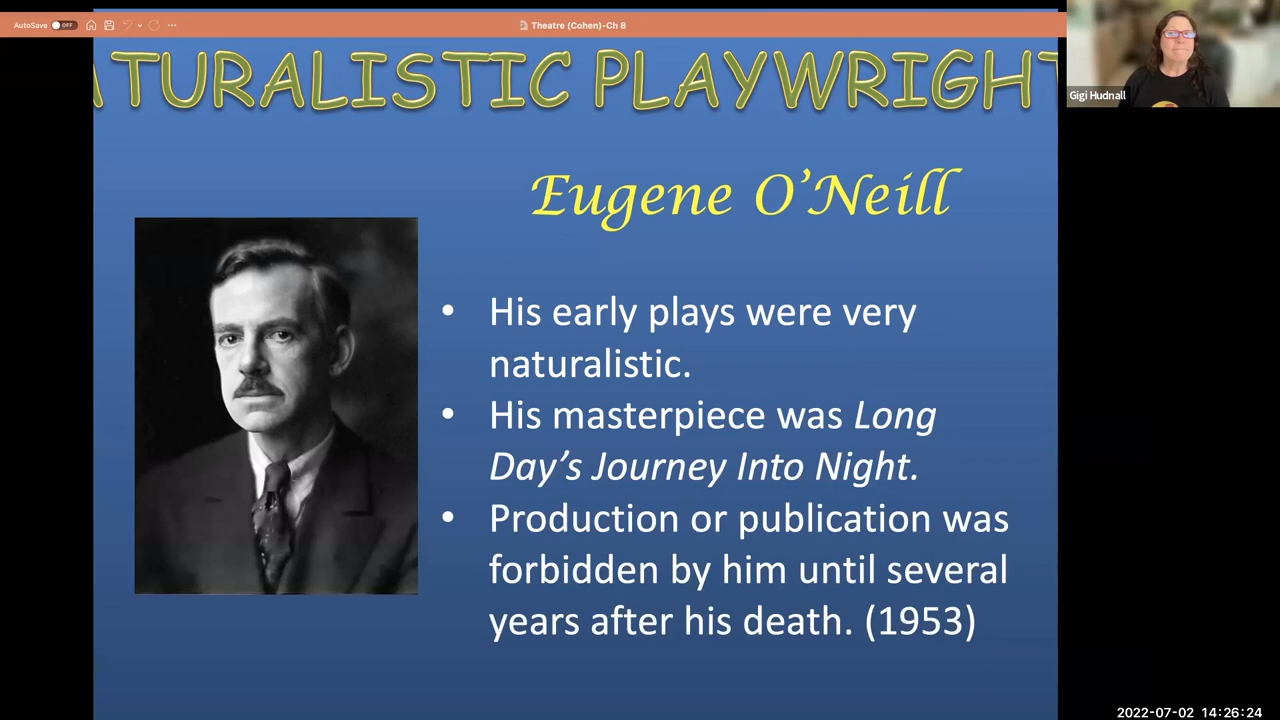 AutoSave OFF
Theatre (Cohen)-Ch 8
ATURALISTIC PLAYWRIGHT
Gigi Hudnall
Eugene O’Neill
• His early plays were very
naturalistic.
• His masterpiece was Long
Day’s Journey Into Night.
• Production or publication was
forbidden by him until several
years after his death. (1953)
2022-07-02 14:26:24